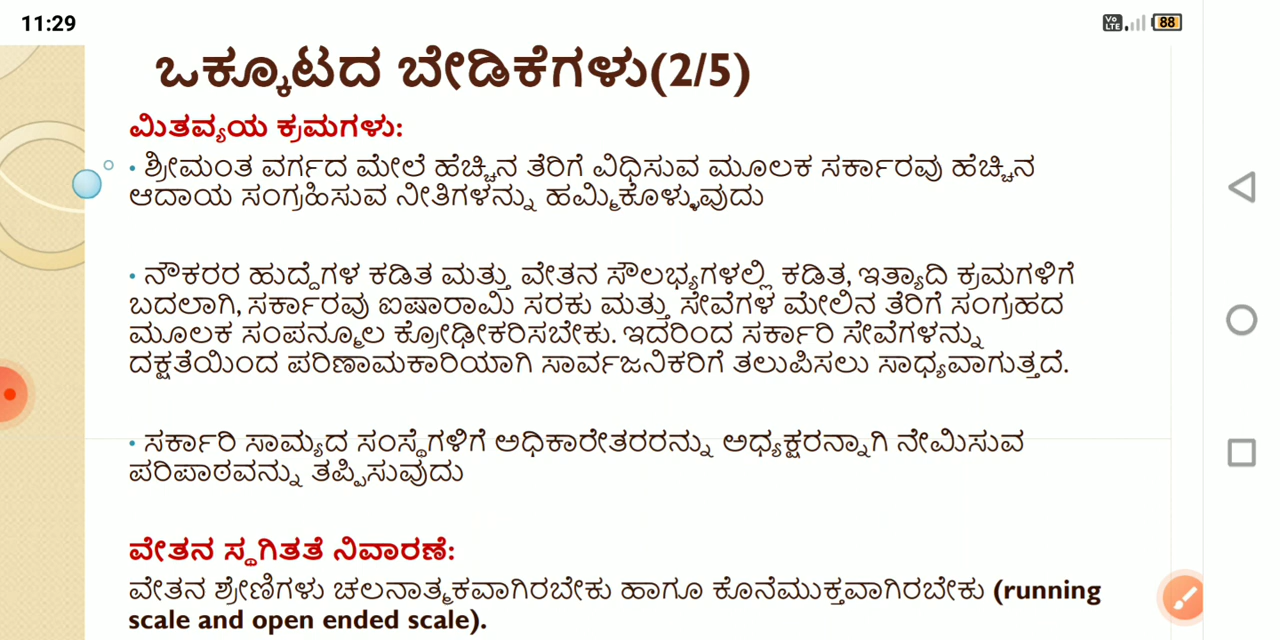 11:29
Vo LTE 88
ಒಕ್ಕೂಟದ ಬೇಡಿಕೆಗಳು(2/5)
ಮಿತವ್ಯಯ ಕ್ರಮಗಳು:
• ಶ್ರೀಮಂತ ವರ್ಗದ ಮೇಲೆ ಹೆಚ್ಚಿನ ತೆರಿಗೆ ವಿಧಿಸುವ ಮೂಲಕ ಸರ್ಕಾರವು ಹೆಚ್ಚಿನ
ಆದಾಯ ಸಂಗ್ರಹಿಸುವ ನೀತಿಗಳನ್ನು ಹಮ್ಮಿಕೊಳ್ಳುವುದು
• ನೌಕರರ ಹುದ್ದೆಗಳ ಕಡಿತ ಮತ್ತು ವೇತನ ಸೌಲಭ್ಯಗಳಲ್ಲಿ ಕಡಿತ, ಇತ್ಯಾದಿ ಕ್ರಮಗಳಿಗೆ
ಬದಲಾಗಿ, ಸರ್ಕಾರವು ಐಷಾರಾಮಿ ಸರಕು ಮತ್ತು ಸೇವೆಗಳ ಮೇಲಿನ ತೆರಿಗೆ ಸಂಗ್ರಹದ
ಮೂಲಕ ಸಂಪನ್ಮೂಲ ಕ್ರೋಢೀಕರಿಸಬೇಕು. ಇದರಿಂದ ಸರ್ಕಾರಿ ಸೇವೆಗಳನ್ನು
ದಕ್ಷತೆಯಿಂದ ಪರಿಣಾಮಕಾರಿಯಾಗಿ ಸಾರ್ವಜನಿಕರಿಗೆ ತಲುಪಿಸಲು ಸಾಧ್ಯವಾಗುತ್ತದೆ.
• ಸರ್ಕಾರಿ ಸಾಮ್ಯದ ಸಂಸ್ಥೆಗಳಿಗೆ ಅಧಿಕಾರೇತರರನ್ನು ಅಧ್ಯಕ್ಷರನ್ನಾಗಿ ನೇಮಿಸುವ
ಪರಿಪಾಠವನ್ನು ತಪ್ಪಿಸುವುದು
ವೇತನ ಸ್ಥಗಿತತೆ ನಿವಾರಣೆ:
ವೇತನ ಶ್ರೇಣಿಗಳು ಚಲನಾತ್ಮಕವಾಗಿರಬೇಕು ಹಾಗೂ ಕೊನೆಮುಕ್ತವಾಗಿರಬೇಕು (running
scale and open ended scale).